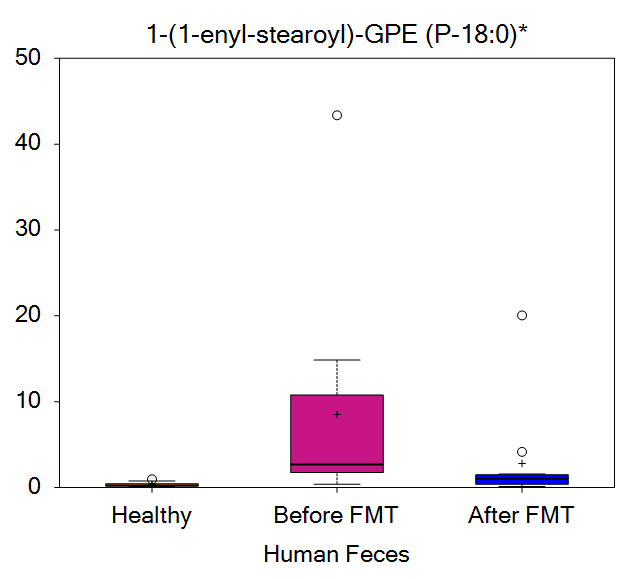 1-(1-enyl-stearoyl)-GPE (P-18:0)*
50
40
30
20
10
0
Healthy
Before FMT
After FMT
Human Feces